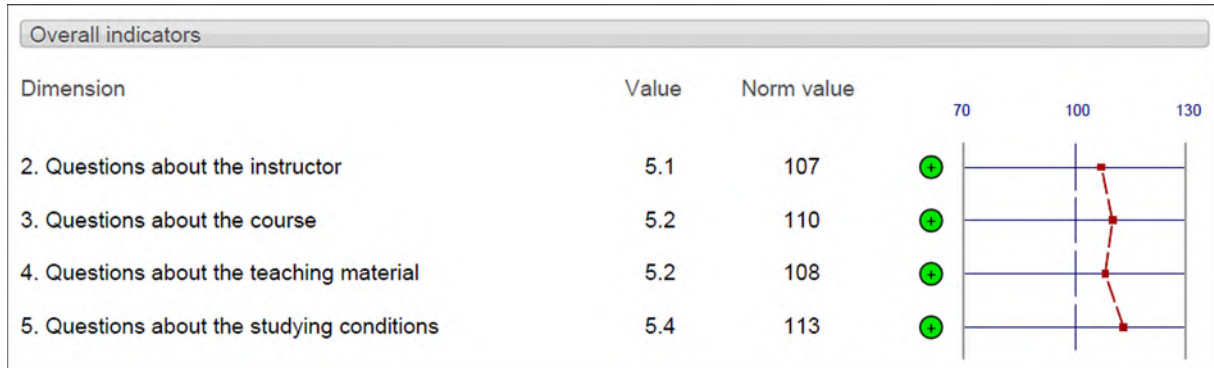 Overall indicators
Dimension Value Norm value
70 100 130
2. Questions about the instructor 5.1 107 +
3. Questions about the course 5.2 110 +
4. Questions about the teaching material 5.2 108 +
5. Questions about the studying conditions 5.4 113 +